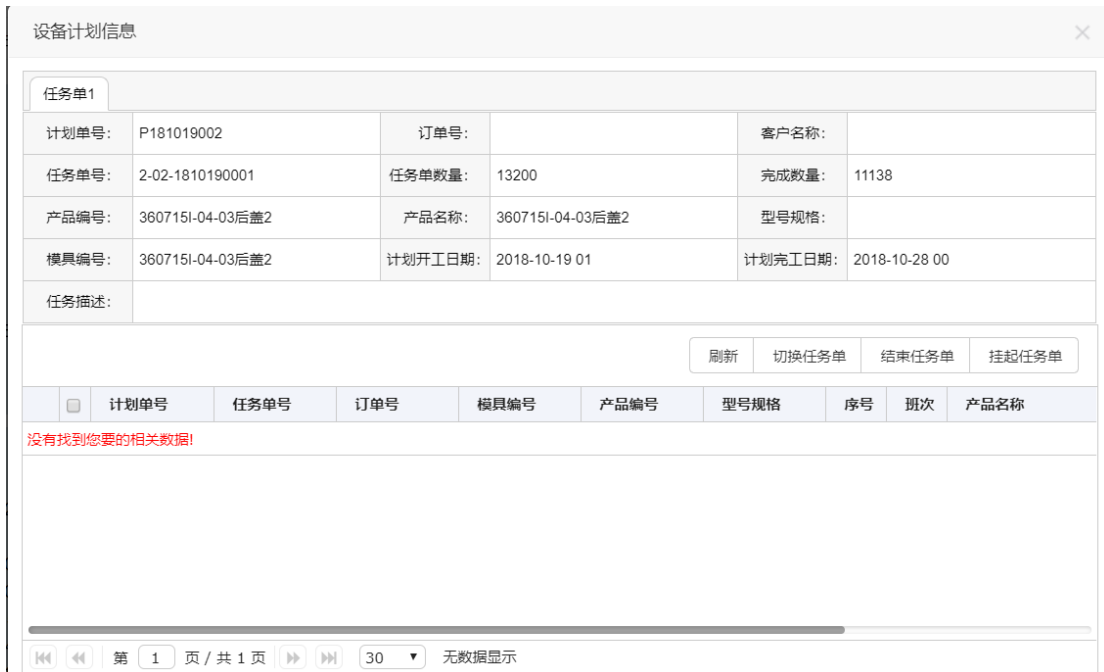 设备计划信息
任务单1
计划单号: P181019002 订单号: 客户名称:
任务单号: 2-02-1810190001 任务单数量: 13200 完成数量: 11138
产品编号: 360715I-04-03后盖2 产品名称: 360715I-04-03后盖2 型号规格:
模具编号: 360715I-04-03后盖2 计划开工日期: 2018-10-19 01 计划完工日期: 2018-10-28 00
任务描述:
刷新 切换任务单 结束任务单 挂起任务单
计划单号 任务单号 订单号 模具编号 产品编号 型号规格 序号 班次 产品名称
没有找到您要的相关数据!
第 1 页 / 共 1 页 30 无数据显示